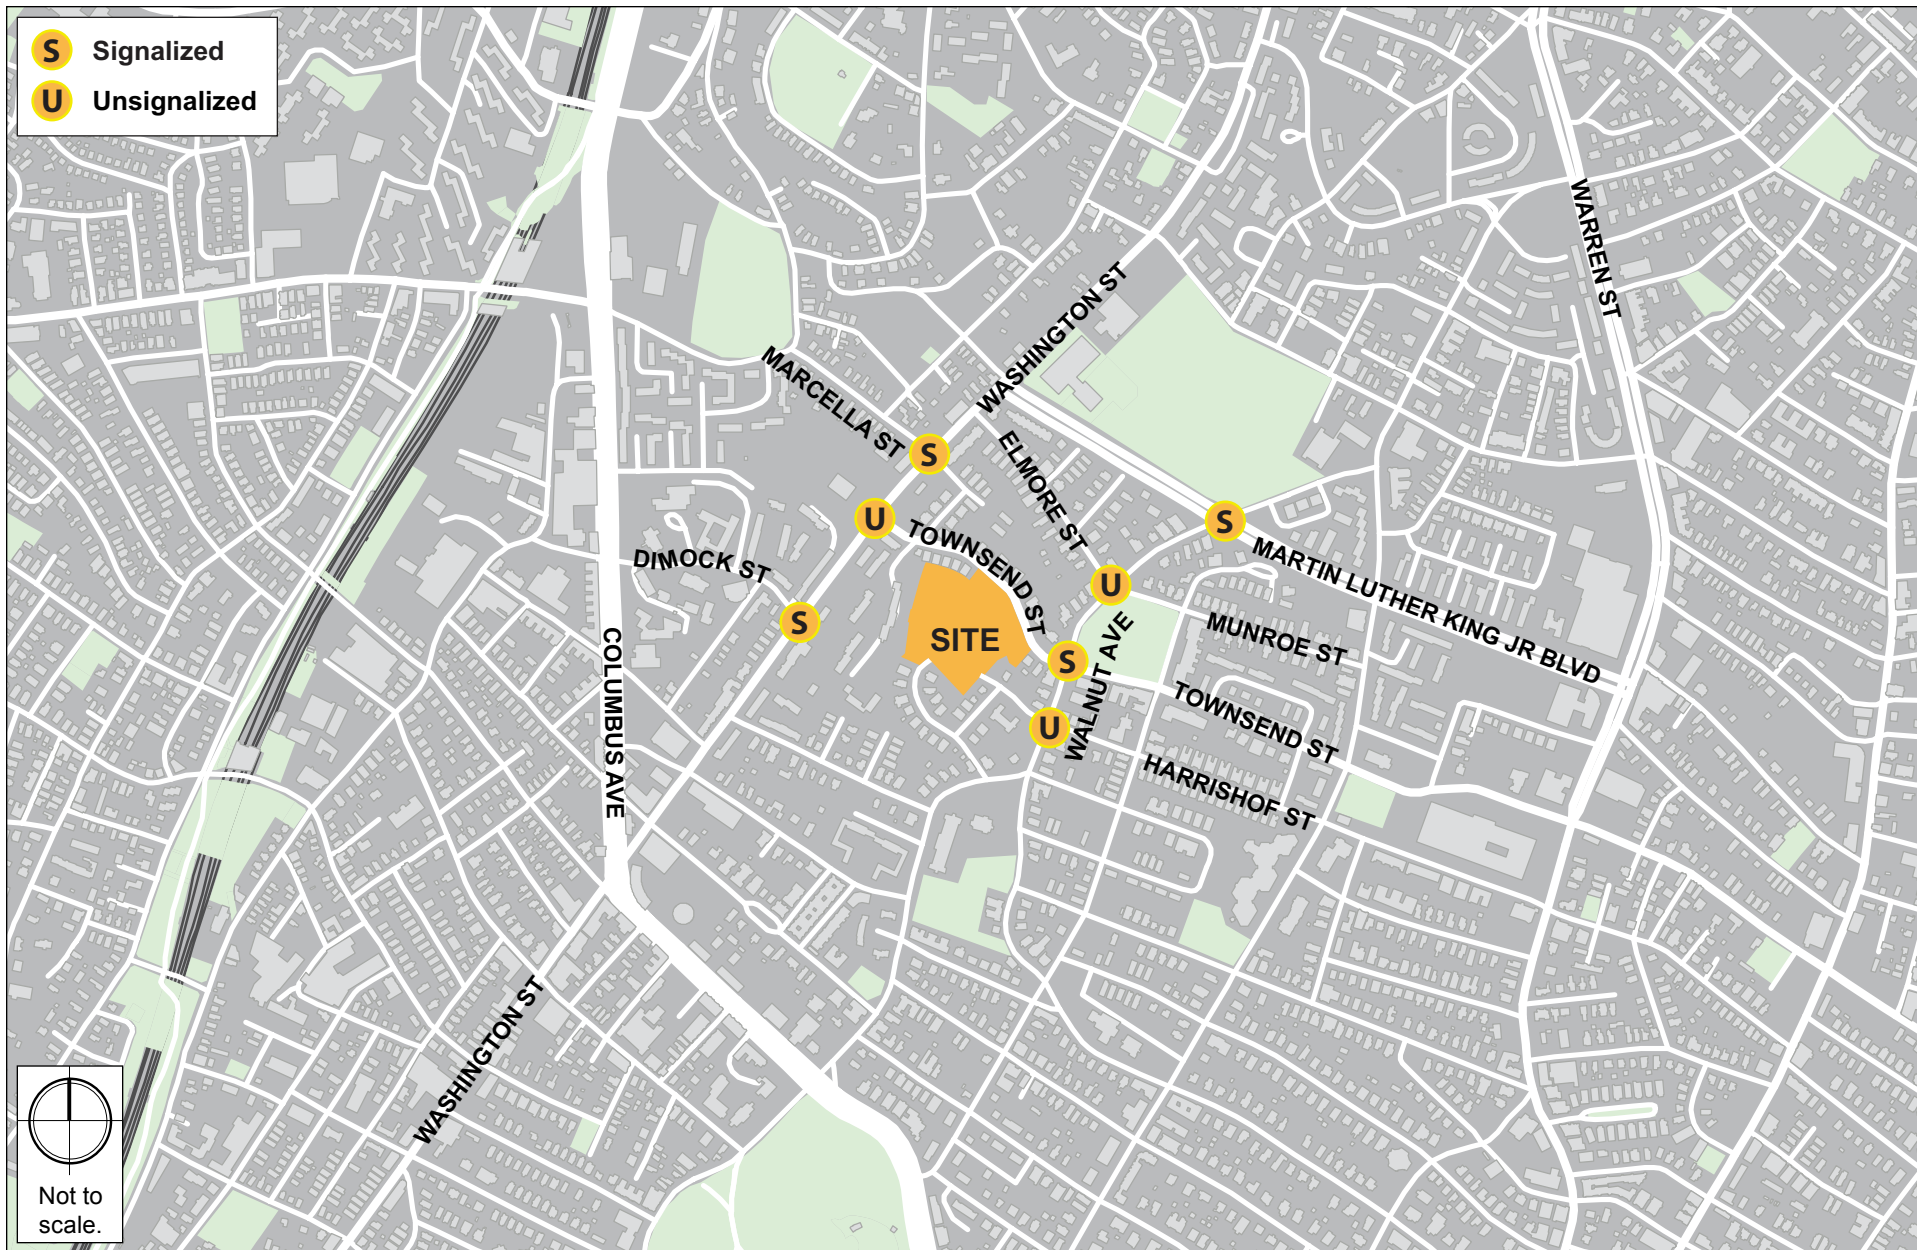 S Signalized
U Unsignalized
WARREN ST
WASHINGTON ST
MARCELLA ST
S
ELMORE ST
U
S
TOWNSEND ST
DIMOCK ST
MARTIN LUTHER KING JR BLVD
U
S
SITE
MUNROE ST
WALNUT AVE
S
COLUMBUS AVE
TOWNSEND ST
U
HARRISHOF ST
WASHINGTON ST
Not to
scale.